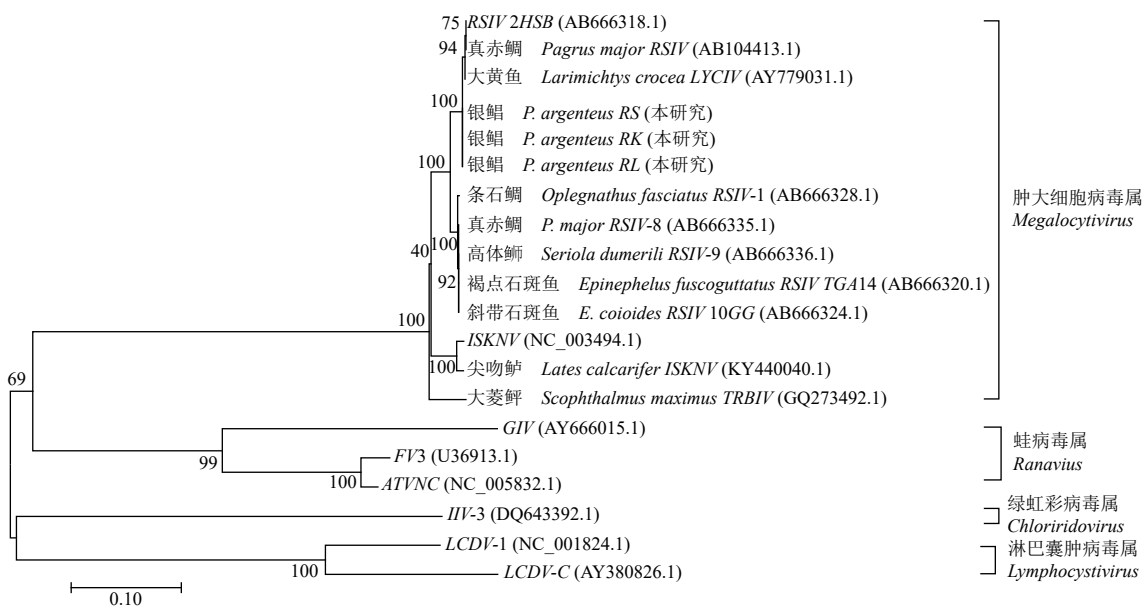 75
RSIV 2HSB (AB666318.1)
94
真赤鲷 Pagrus major RSIV (AB104413.1)
大黄鱼 Larimichtys crocea LYCIV (AY779031.1)
100
银鲳 P. argenteus RS (本研究)
银鲳 P. argenteus RK (本研究)
100
银鲳 P. argenteus RL (本研究)
条石鲷 Oplegnathus fasciatus RSIV-1 (AB666328.1)
肿大细胞病毒属
Megalocytivirus
真赤鲷 P. major RSIV-8 (AB666335.1)
40
100
高体鰤 Seriola dumerili RSIV-9 (AB666336.1)
92
褐点石斑鱼 Epinephelus fuscoguttatus RSIV TGA14 (AB666320.1)
斜带石斑鱼 E. coioides RSIV 10GG (AB666324.1)
100
ISKNV (NC_003494.1)
100
尖吻鲈 Lates calcarifer ISKNV (KY440040.1)
69
大菱鲆 Scophthalmus maximus TRBIV (GQ273492.1)
GIV (AY666015.1)
蛙病毒属
Ranavius
99
FV3 (U36913.1)
100
ATVNC (NC_005832.1)
IIV-3 (DQ643392.1)
绿虹彩病毒属
Chloriridovirus
LCDV-1 (NC_001824.1)
淋巴囊肿病毒属
Lymphocystivirus
100
LCDV-C (AY380826.1)
0.10